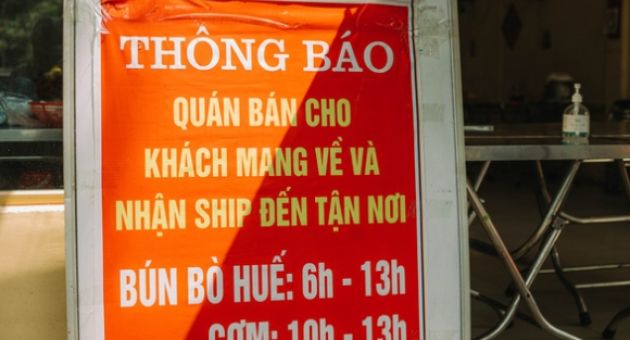 THÔNG BÁO
QUÁN BÁN CHO
KHÁCH MANG VỀ VÀ
NHẬN SHIP ĐẾN TẬN NƠI
BÚN BÒ HUẾ: 6h - 13h
CƠM: 10h - 13h